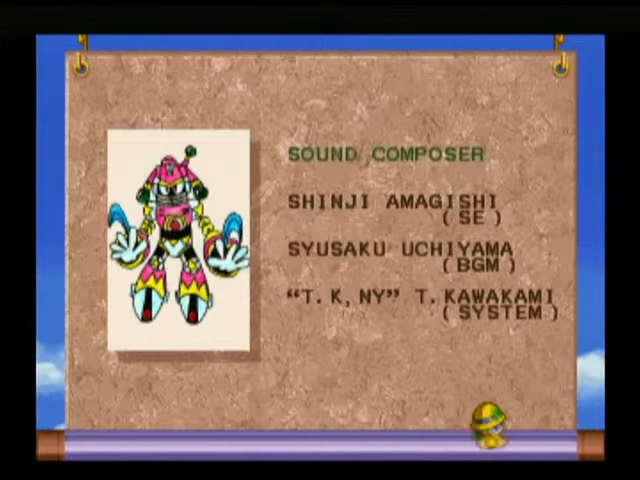 SOUND COMPOSER
SHINJI AMAGISHI
(SE)
SYUSAKU UCHIYAMA
(BGM)
“T.K,NY” T.KAWAKAMI
(SYSTEM)